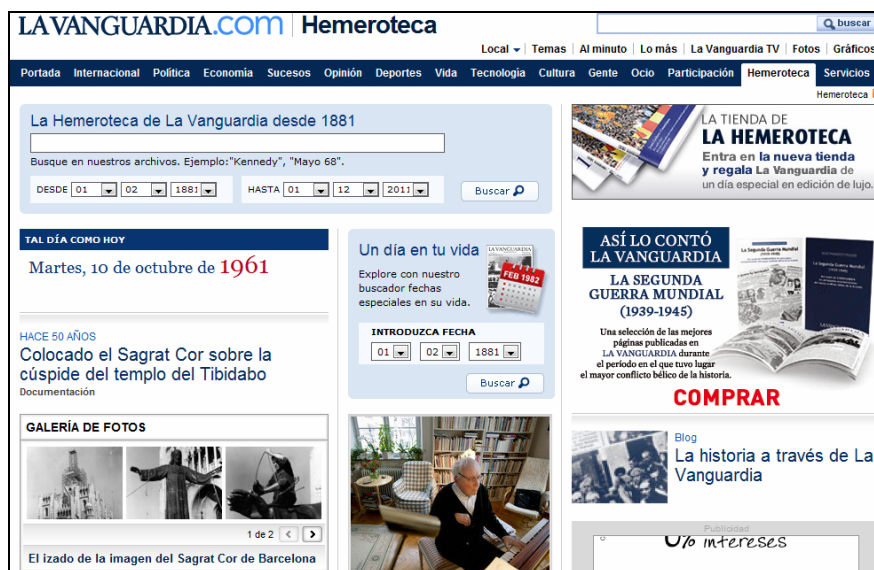 LAVANGUARDIA.COM | Hemeroteca
buscar
Local | Temas | Al minuto | Lo más | La Vanguardia TV | Fotos | Gráficos
Portada Internacional Política Economía Sucesos Opinión Deportes Vida Tecnología Cultura Gente Ocio Participación Hemeroteca Servicios
Hemeroteca
La Hemeroteca de La Vanguardia desde 1881
Busque en nuestros archivos. Ejemplo:"Kennedy", "Mayo 68".
DESDE 01 02 1881 HASTA 01 12 2011 Buscar
LA TIENDA DE
LA HEMEROTECA
Entra en la nueva tienda
y regala La Vanguardia de
un día especial en edición de lujo.
TAL DÍA COMO HOY
Martes, 10 de octubre de 1961
HACE 50 AÑOS
Colocado el Sagrat Cor sobre la
cúspide del templo del Tibidabo
Documentación
GALERÍA DE FOTOS
1 de 2
El izado de la imagen del Sagrat Cor de Barcelona
Un día en tu vida
Explore con nuestro
buscador fechas
especiales en su vida.
LA VANGUARDIA
FEB 1982
INTRODUZCA FECHA
01 02 1881
Buscar
ASÍ LO CONTÓ
LA VANGUARDIA
LA SEGUNDA
GUERRA MUNDIAL
(1939-1945)
Una selección de las mejores
páginas publicadas en
LA VANGUARDIA durante
el período en el que tuvo lugar
el mayor conflicto bélico de la historia.
La Segunda Guerra Mundial
COMPRAR
Blog
La historia a través de La
Vanguardia
Publicidad
0% intereses